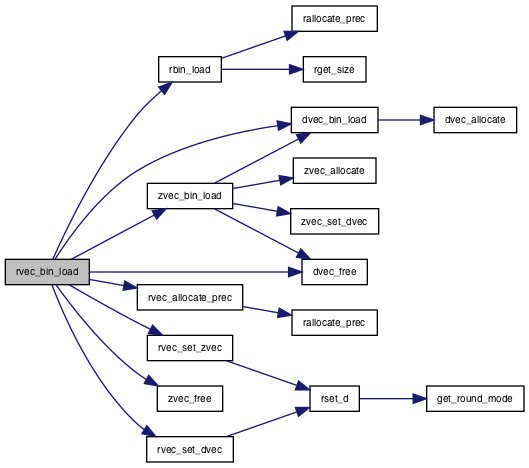 rallocate_prec
rbin_load
rget_size
dvec_bin_load
dvec_allocate
zvec_allocate
zvec_bin_load
zvec_set_dvec
rvec_bin_load
dvec_free
rvec_allocate_prec
rallocate_prec
rvec_set_zvec
zvec_free
rset_d
get_round_mode
rvec_set_dvec